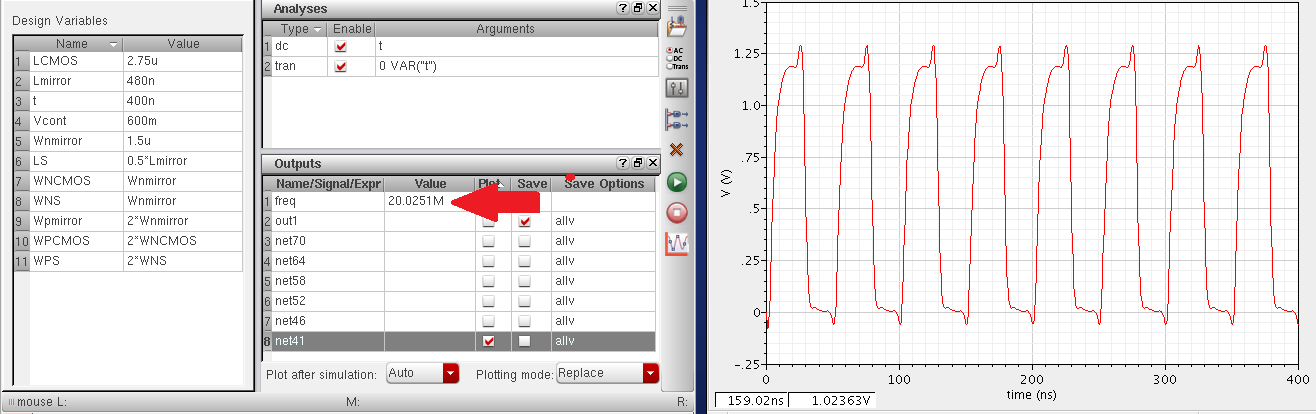 Design Variables
Name Value
1 LCMOS 2.75u
2 Lmirror 480n
3 t 400n
4 Vcont 600m
5 Wnmirror 1.5u
6 LS 0.5*Lmirror
7 WNCMOS Wnmirror
8 WNS Wnmirror
9 Wpmirror 2*Wnmirror
10 WPCMOS 2*WNCMOS
11 WPS 2*WNS
Analyses
Type Enable Arguments
1 dc t
2 tran 0 VAR("t")
Outputs
Name/Signal/Expr Value Plot Save Save Options
1 freq 20.0251M
2 out1 allv
3 net70 allv
4 net64 allv
5 net58 allv
6 net52 allv
7 net46 allv
8 net41 allv
Plot after simulation: Auto Plotting mode: Replace
mouse L: M: R:
AC
DC
Trans
1.5
1.25
1.0
.75
.5
.25
0
-.25
V (V)
0 100 200 300 400
time (ns)
159.02ns 1.02363V